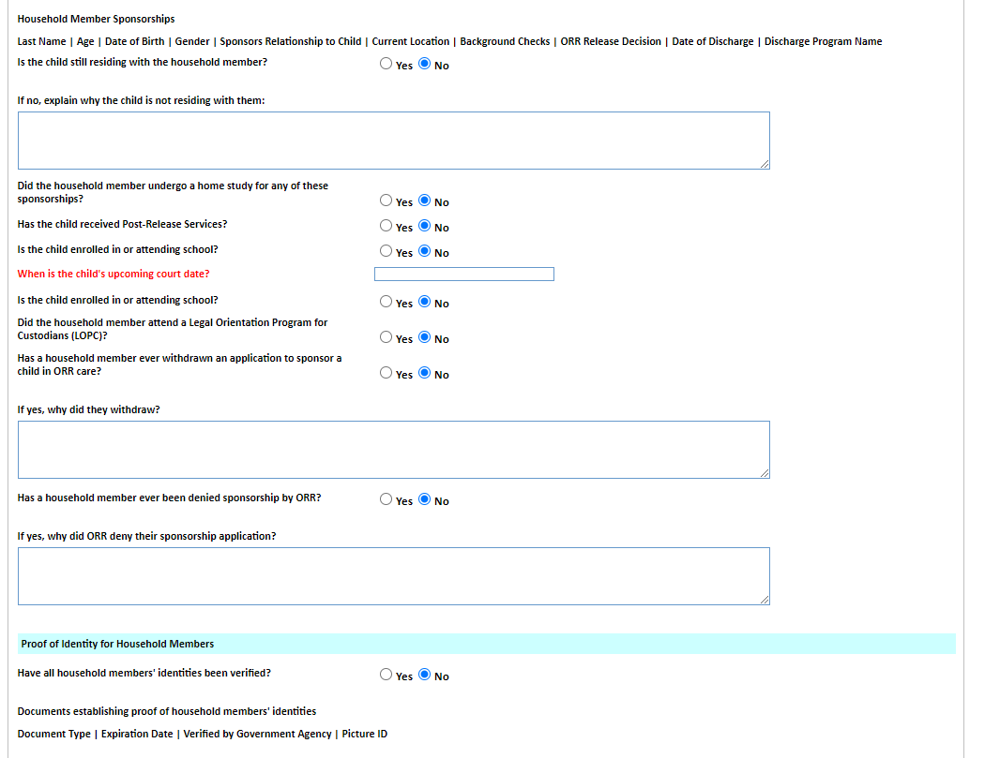 Household Member Sponsorships
Last Name | Age | Date of Birth | Gender | Sponsors Relationship to Child | Current Location | Background Checks | ORR Release Decision | Date of Discharge | Discharge Program Name
Is the child still residing with the household member? Yes No
If no, explain why the child is not residing with them:
Did the household member undergo a home study for any of these
sponsorships? Yes No
Has the child received Post-Release Services? Yes No
Is the child enrolled in or attending school? Yes No
When is the child's upcoming court date?
Is the child enrolled in or attending school? Yes No
Did the household member attend a Legal Orientation Program for
Custodians (LOPC)? Yes No
Has a household member ever withdrawn an application to sponsor a
child in ORR care? Yes No
If yes, why did they withdraw?
Has a household member ever been denied sponsorship by ORR? Yes No
If yes, why did ORR deny their sponsorship application?
Proof of Identity for Household Members
Have all household members' identities been verified? Yes No
Documents establishing proof of household members' identities
Document Type | Expiration Date | Verified by Government Agency | Picture ID